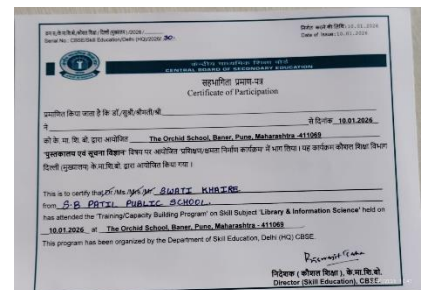 क्रम सं./के.मा.शि.बो./कौशल शिक्षा / दिल्ली (मुख्यालय) /2026 /
Serial No.: CBSE/Skill Education/Delhi (HQ)/2026/ 30.
निर्गत करने की तिथि: 10.01.2026
Date of Issue: 10.01.2026
केन्द्रीय माध्यमिक शिक्षा बोर्ड
CENTRAL BOARD OF SECONDARY EDUCATION
सहभागिता प्रमाण-पत्र
Certificate of Participation
प्रमाणित किया जाता है कि डॉ/सुश्री/श्रीमती/श्री
ने से दिनांक 10.01.2026
को के. मा. शि. बो. द्वारा आयोजित The Orchid School, Baner, Pune, Maharashtra -411069
'पुस्तकालय एवं सूचना विज्ञान' विषय पर आयोजित 'प्रशिक्षण/क्षमता निर्माण कार्यक्रम' में भाग लिया। यह कार्यक्रम कौशल शिक्षा विभाग
दिल्ली (मुख्यालय) के.मा.शि.बो. द्वारा आयोजित किया गया।
This is to certify that Dr./Ms./Mrs./Mr. SWATI KHAIRE
from S.B PATIL PUBLIC SCHOOL.
has attended the 'Training/Capacity Building Program' on Skill Subject 'Library & Information Science' held on
10.01.2026 at The Orchid School, Baner, Pune, Maharashtra - 411069
This program has been organized by the Department of Skill Education, Delhi (HQ) CBSE.
निदेशक ( कौशल शिक्षा ), के.मा.शि.बो.
Director (Skill Education), CBSE